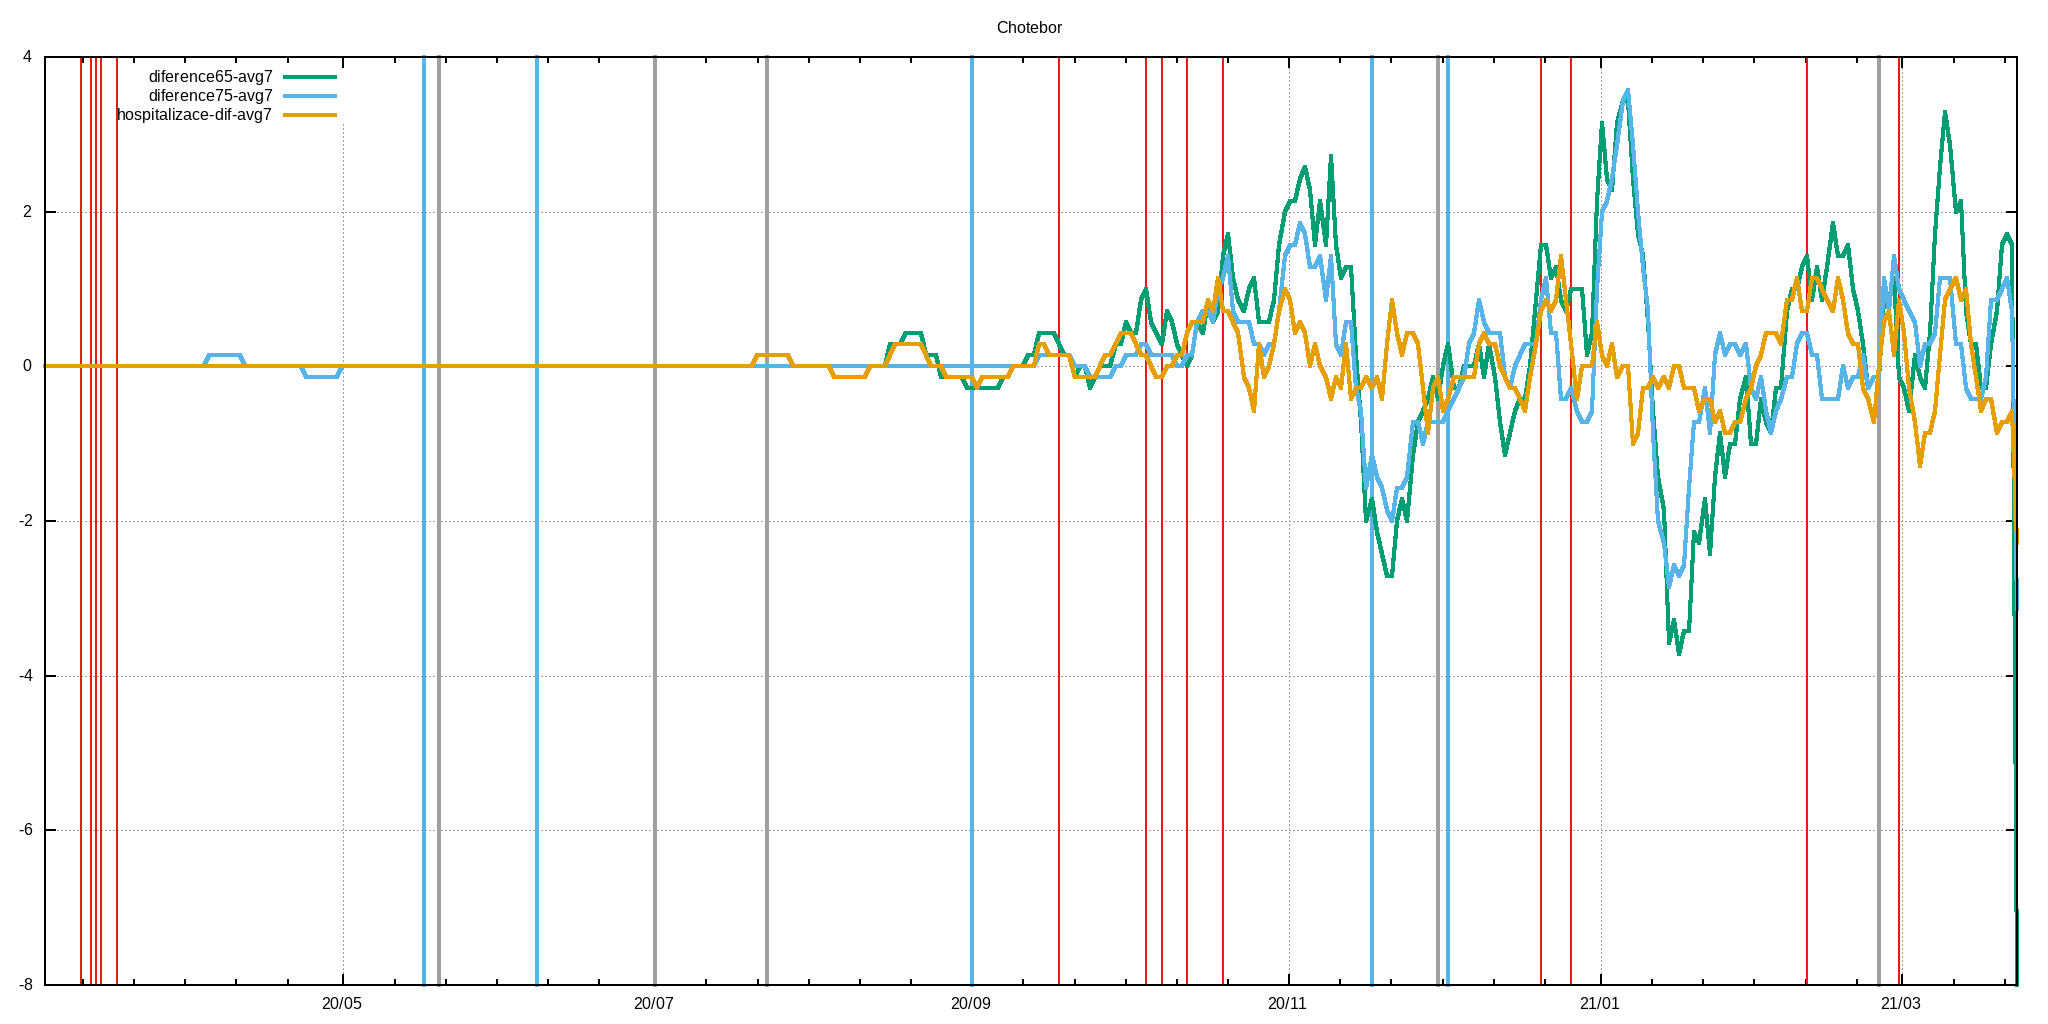 Chotebor
4
diference65-avg7
diference75-avg7
hospitalizace-dif-avg7
2
0
-2
-4
-6
-8
20/05 20/07 20/09 20/11 21/01 21/03